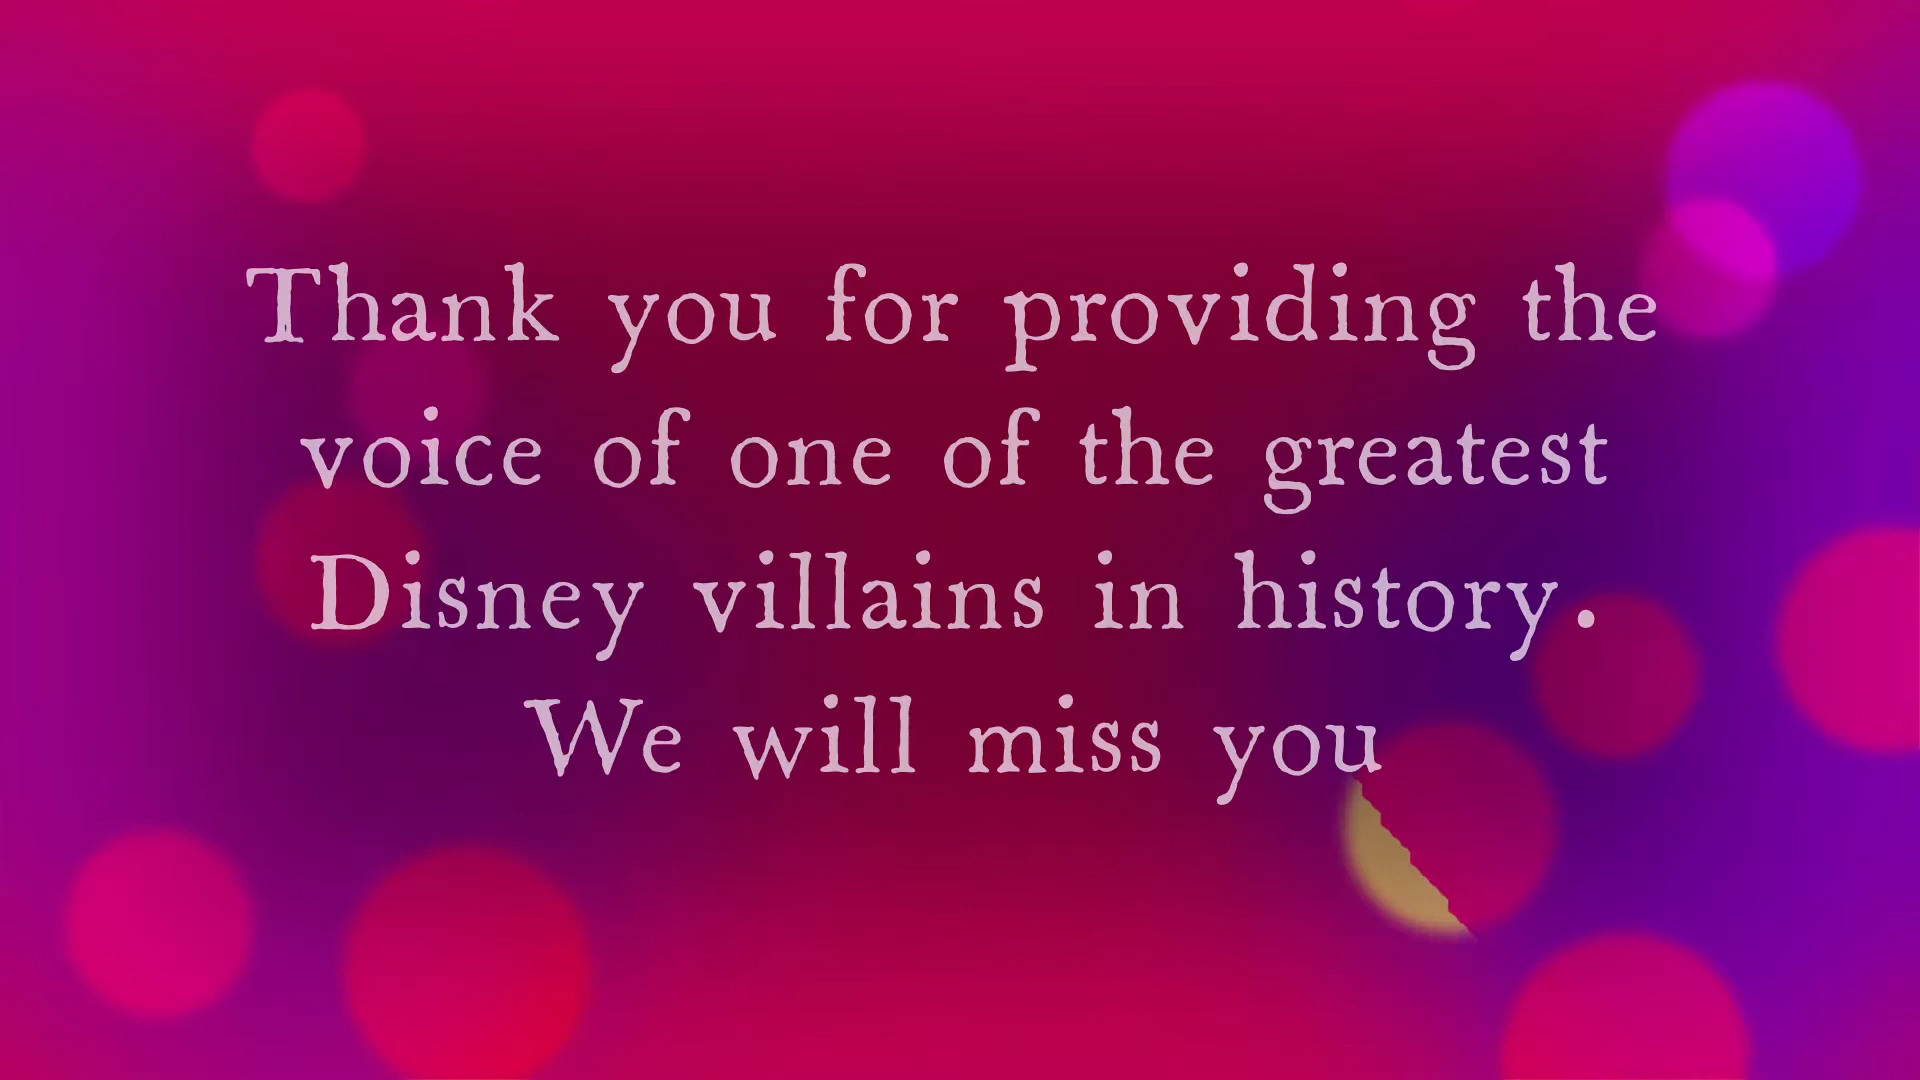 Thank you for providing the
voice of one of the greatest
Disney villains in history.
We will miss you